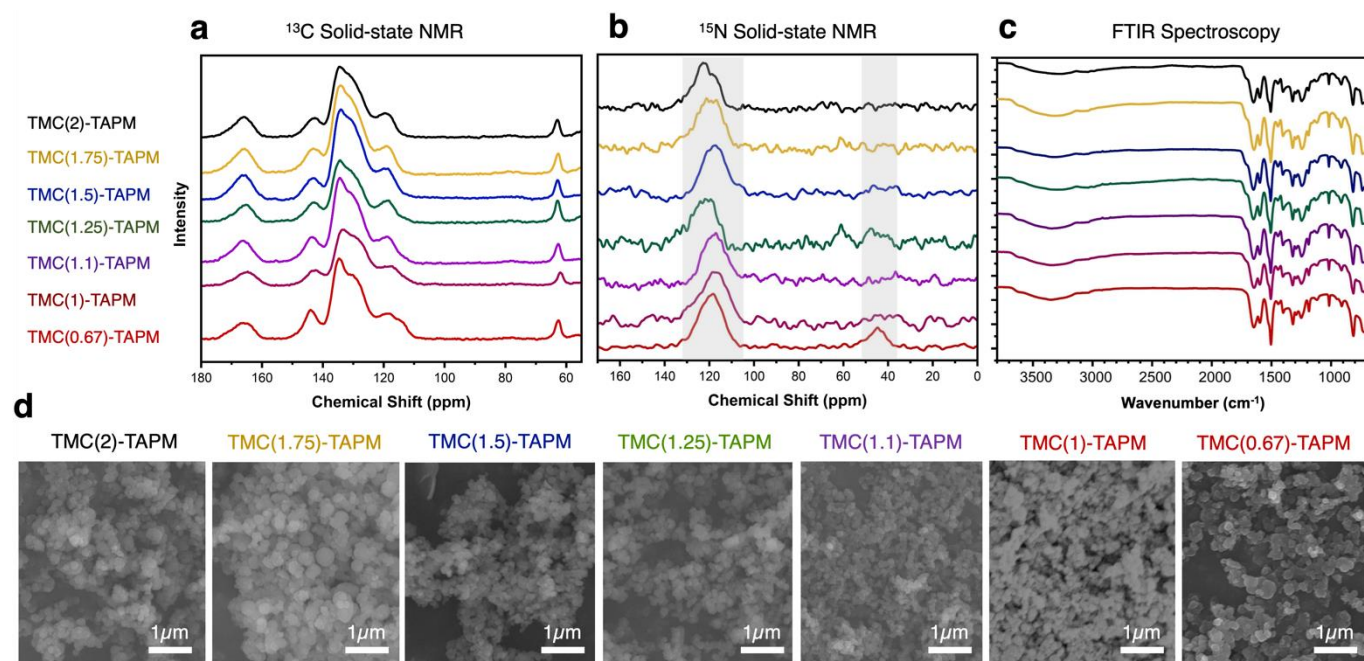 a
¹³C Solid-state NMR
b
¹⁵N Solid-state NMR
c
FTIR Spectroscopy
TMC(2)-TAPM
TMC(1.75)-TAPM
TMC(1.5)-TAPM
TMC(1.25)-TAPM
TMC(1.1)-TAPM
TMC(1)-TAPM
TMC(0.67)-TAPM
Intensity
180 160 140 120 100 80 60
Chemical Shift (ppm)
160 140 120 100 80 60 40 20 0
Chemical Shift (ppm)
3500 3000 2500 2000 1500 1000
Wavenumber (cm⁻¹)
d
TMC(2)-TAPM TMC(1.75)-TAPM TMC(1.5)-TAPM TMC(1.25)-TAPM TMC(1.1)-TAPM TMC(1)-TAPM TMC(0.67)-TAPM
1µm 1µm 1µm 1µm 1µm 1µm 1µm